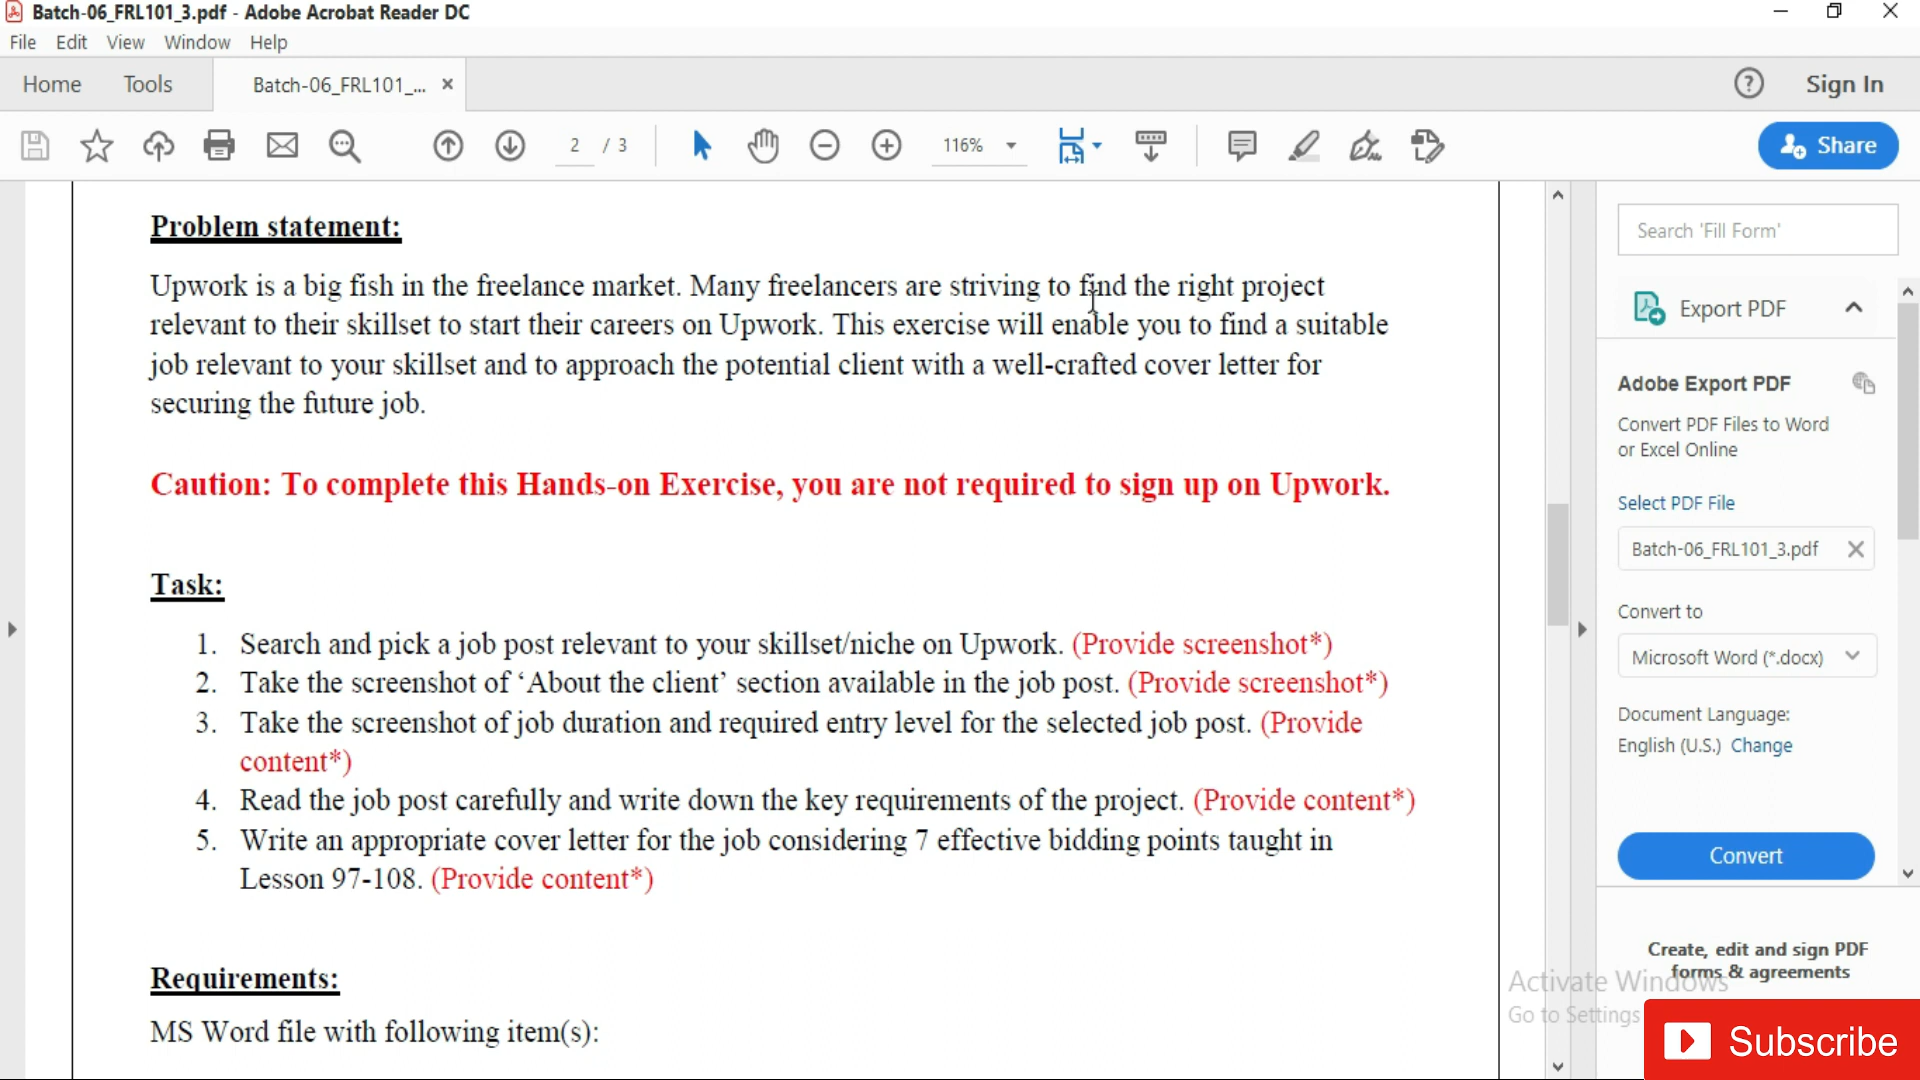 Batch-06_FRL101_3.pdf - Adobe Acrobat Reader DC
File Edit View Window Help
Home Tools Batch-06_FRL101_... × ? Sign In
2 / 3 116% Share
Problem statement:
Upwork is a big fish in the freelance market. Many freelancers are striving to find the right project
relevant to their skillset to start their careers on Upwork. This exercise will enable you to find a suitable
job relevant to your skillset and to approach the potential client with a well-crafted cover letter for
securing the future job.
Caution: To complete this Hands-on Exercise, you are not required to sign up on Upwork.
Task:
1. Search and pick a job post relevant to your skillset/niche on Upwork. (Provide screenshot*)
2. Take the screenshot of ‘About the client’ section available in the job post. (Provide screenshot*)
3. Take the screenshot of job duration and required entry level for the selected job post. (Provide
content*)
4. Read the job post carefully and write down the key requirements of the project. (Provide content*)
5. Write an appropriate cover letter for the job considering 7 effective bidding points taught in
Lesson 97-108. (Provide content*)
Requirements:
MS Word file with following item(s):
Search 'Fill Form'
Export PDF
Adobe Export PDF
Convert PDF Files to Word
or Excel Online
Select PDF File
Batch-06_FRL101_3.pdf
Convert to
Microsoft Word (*.docx)
Document Language:
English (U.S.) Change
Convert
Create, edit and sign PDF
forms & agreements
Activate Windows
Go to Settings
Subscribe